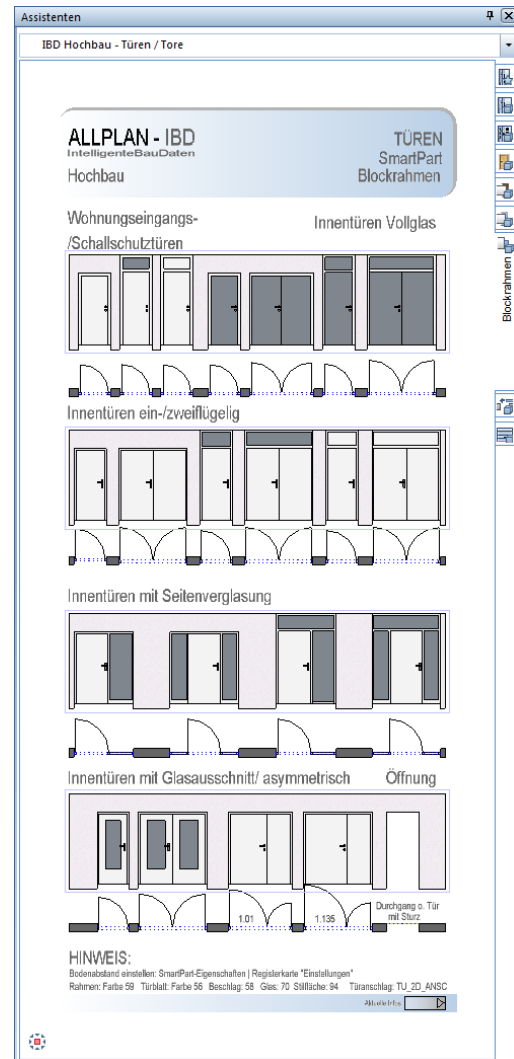 Assistenten
IBD Hochbau - Türen / Tore
ALLPLAN - IBD
IntelligenteBauDaten
Hochbau
TÜREN
SmartPart
Blockrahmen
Blockrahmen
Wohnungseingangs-
/Schallschutztüren
Innentüren Vollglas
Innentüren ein-/zweiflügelig
Innentüren mit Seitenverglasung
Innentüren mit Glasausschnitt/ asymmetrisch
Öffnung
1.01
1.135
Durchgang o. Tür
mit Sturz
HINWEIS:
Bodenabstand einstellen: SmartPart-Eigenschaften | Registerkarte "Einstellungen"
Rahmen: Farbe 59 Türblatt: Farbe 56 Beschlag: 58 Glas: 70 Stilfläche: 94 Türanschlag: TU_2D_ANSC
Aktuelle Infos